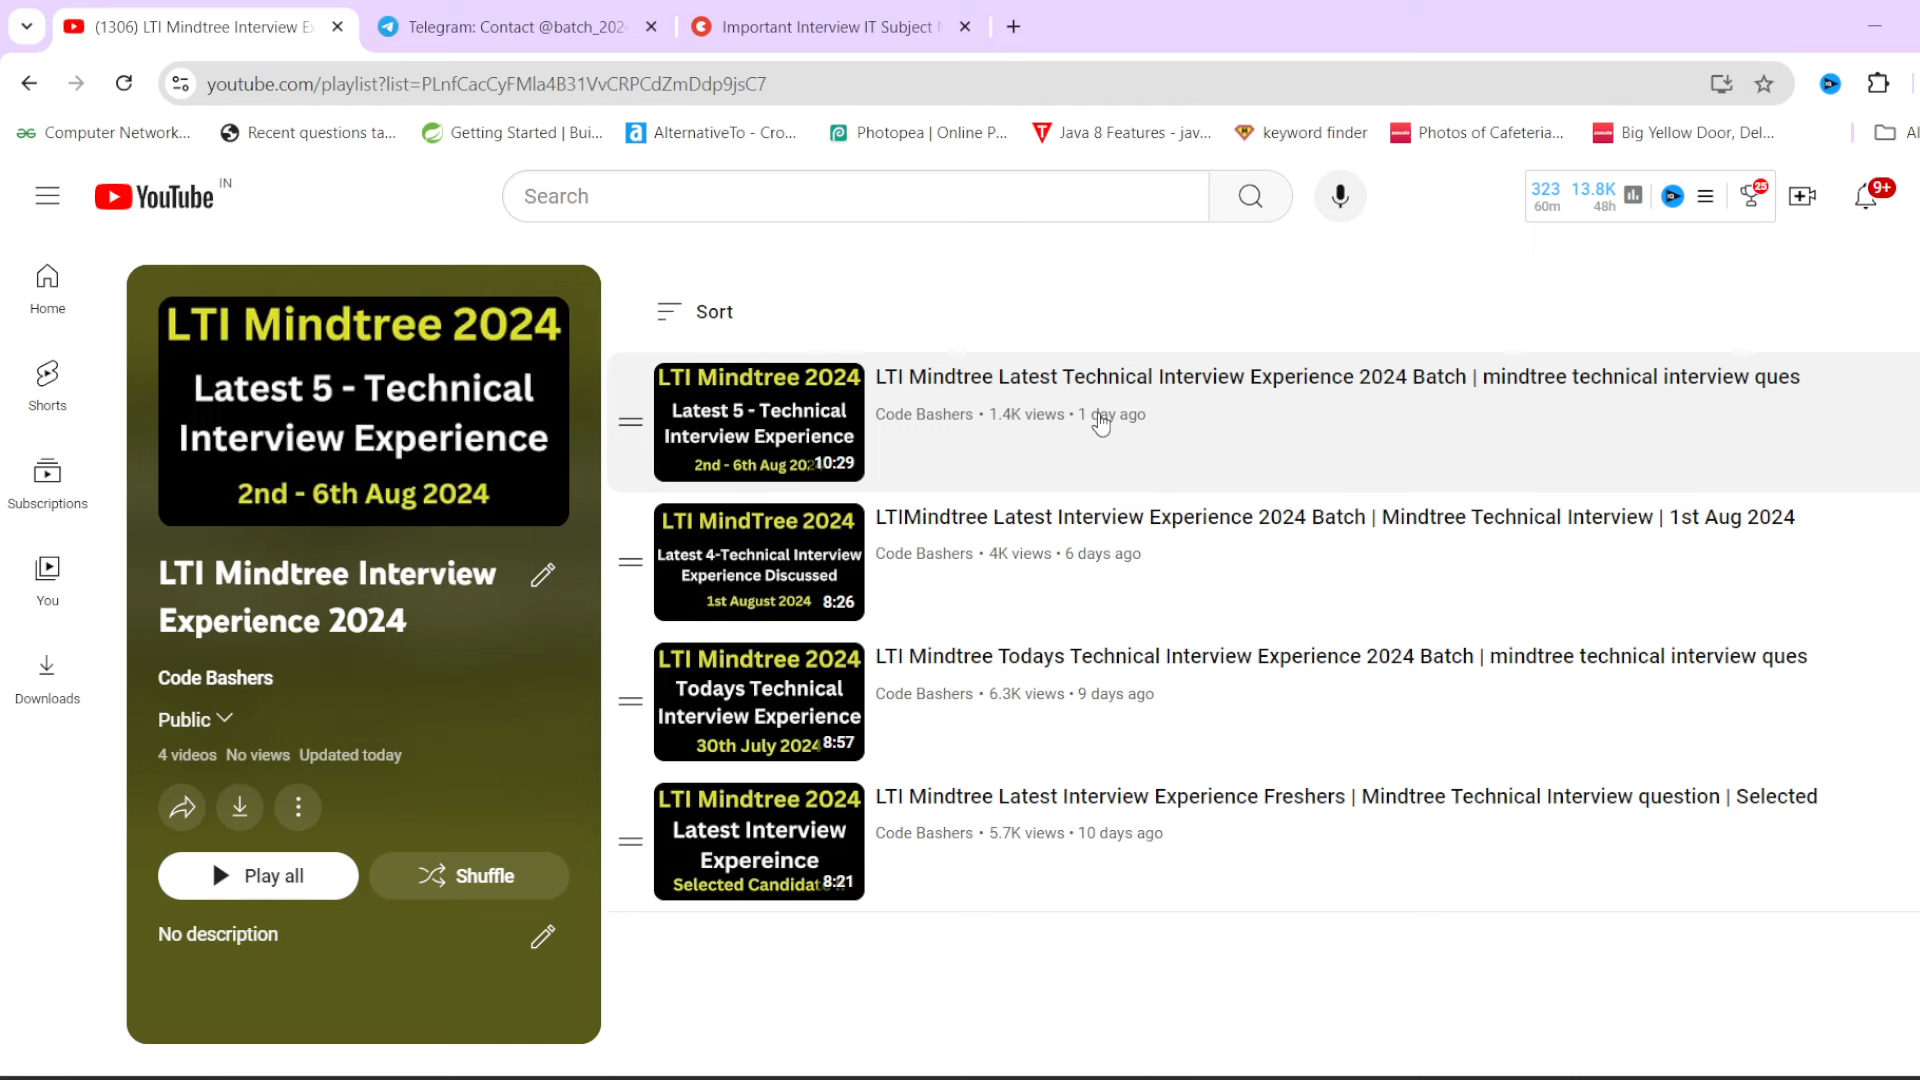 (1306) LTI Mindtree Interview E
Telegram: Contact @batch_202
Important Interview IT Subject
youtube.com/playlist?list=PLnfCacCyFMla4B31VvCRPCdZmDdp9jsC7
Computer Network...
Recent questions ta...
Getting Started | Bui...
AlternativeTo - Cro...
Photopea | Online P...
Java 8 Features - jav...
keyword finder
Photos of Cafeteria...
Big Yellow Door, Del...
YouTube IN
Search
323 13.8K
60m 48h
25
9+
Home
Shorts
Subscriptions
You
Downloads
LTI Mindtree 2024
Latest 5 - Technical
Interview Experience
2nd - 6th Aug 2024
LTI Mindtree Interview
Experience 2024
Code Bashers
Public
4 videos No views Updated today
Play all
Shuffle
No description
Sort
LTI Mindtree 2024
Latest 5 - Technical
Interview Experience
2nd - 6th Aug 202
10:29
LTI Mindtree Latest Technical Interview Experience 2024 Batch | mindtree technical interview ques
Code Bashers • 1.4K views • 1 day ago
LTI MindTree 2024
Latest 4-Technical Interview
Experience Discussed
1st August 2024
8:26
LTIMindtree Latest Interview Experience 2024 Batch | Mindtree Technical Interview | 1st Aug 2024
Code Bashers • 4K views • 6 days ago
LTI Mindtree 2024
Todays Technical
Interview Experience
30th July 2024
8:57
LTI Mindtree Todays Technical Interview Experience 2024 Batch | mindtree technical interview ques
Code Bashers • 6.3K views • 9 days ago
LTI Mindtree 2024
Latest Interview
Expereince
Selected Candidat
8:21
LTI Mindtree Latest Interview Experience Freshers | Mindtree Technical Interview question | Selected
Code Bashers • 5.7K views • 10 days ago